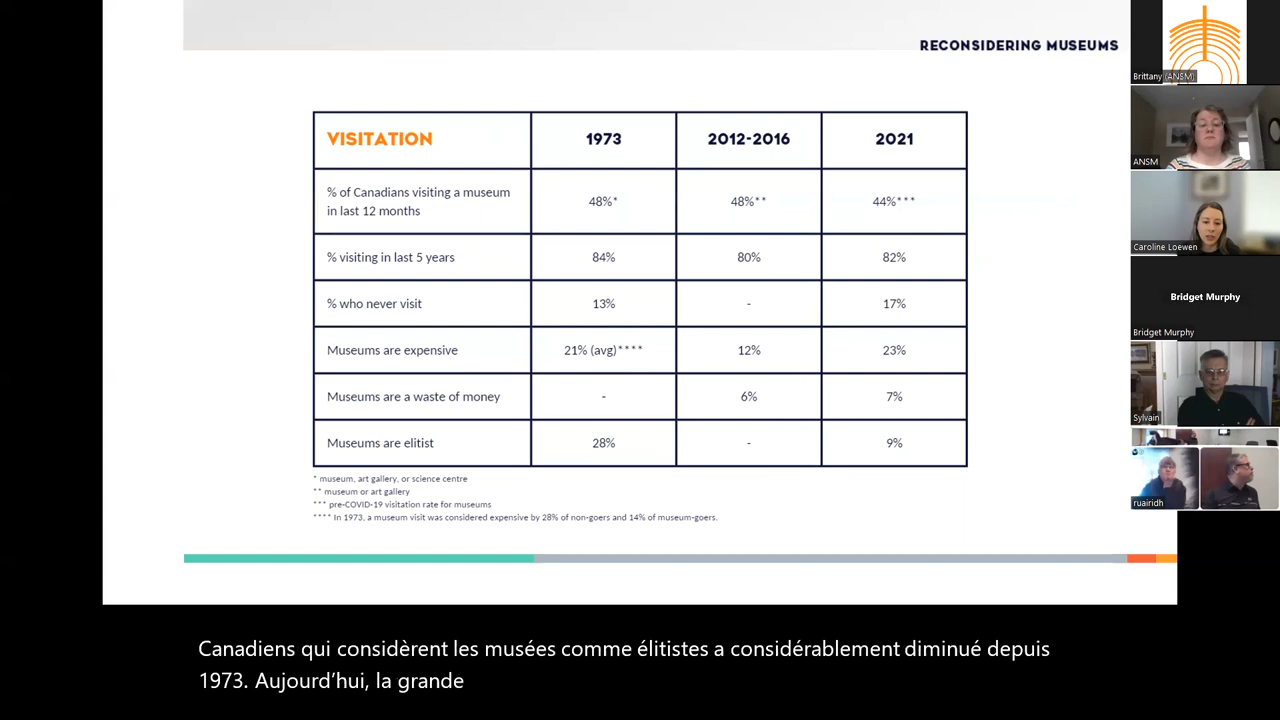 RECONSIDERING MUSEUMS
VISITATION 1973 2012-2016 2021
% of Canadians visiting a museum
in last 12 months
48%* 48%** 44%***
% visiting in last 5 years 84% 80% 82%
% who never visit 13% - 17%
Museums are expensive 21% (avg)**** 12% 23%
Museums are a waste of money - 6% 7%
Museums are elitist 28% - 9%
* museum, art gallery, or science centre
** museum or art gallery
*** pre-COVID-19 visitation rate for museums
**** In 1973, a museum visit was considered expensive by 28% of non-goers and 14% of museum-goers.
Brittany (ANSM)
ANSM
Caroline Loewen
Bridget Murphy
Bridget Murphy
Sylvain
ruairidh
Canadiens qui considèrent les musées comme élitistes a considérablement diminué depuis
1973. Aujourd’hui, la grande